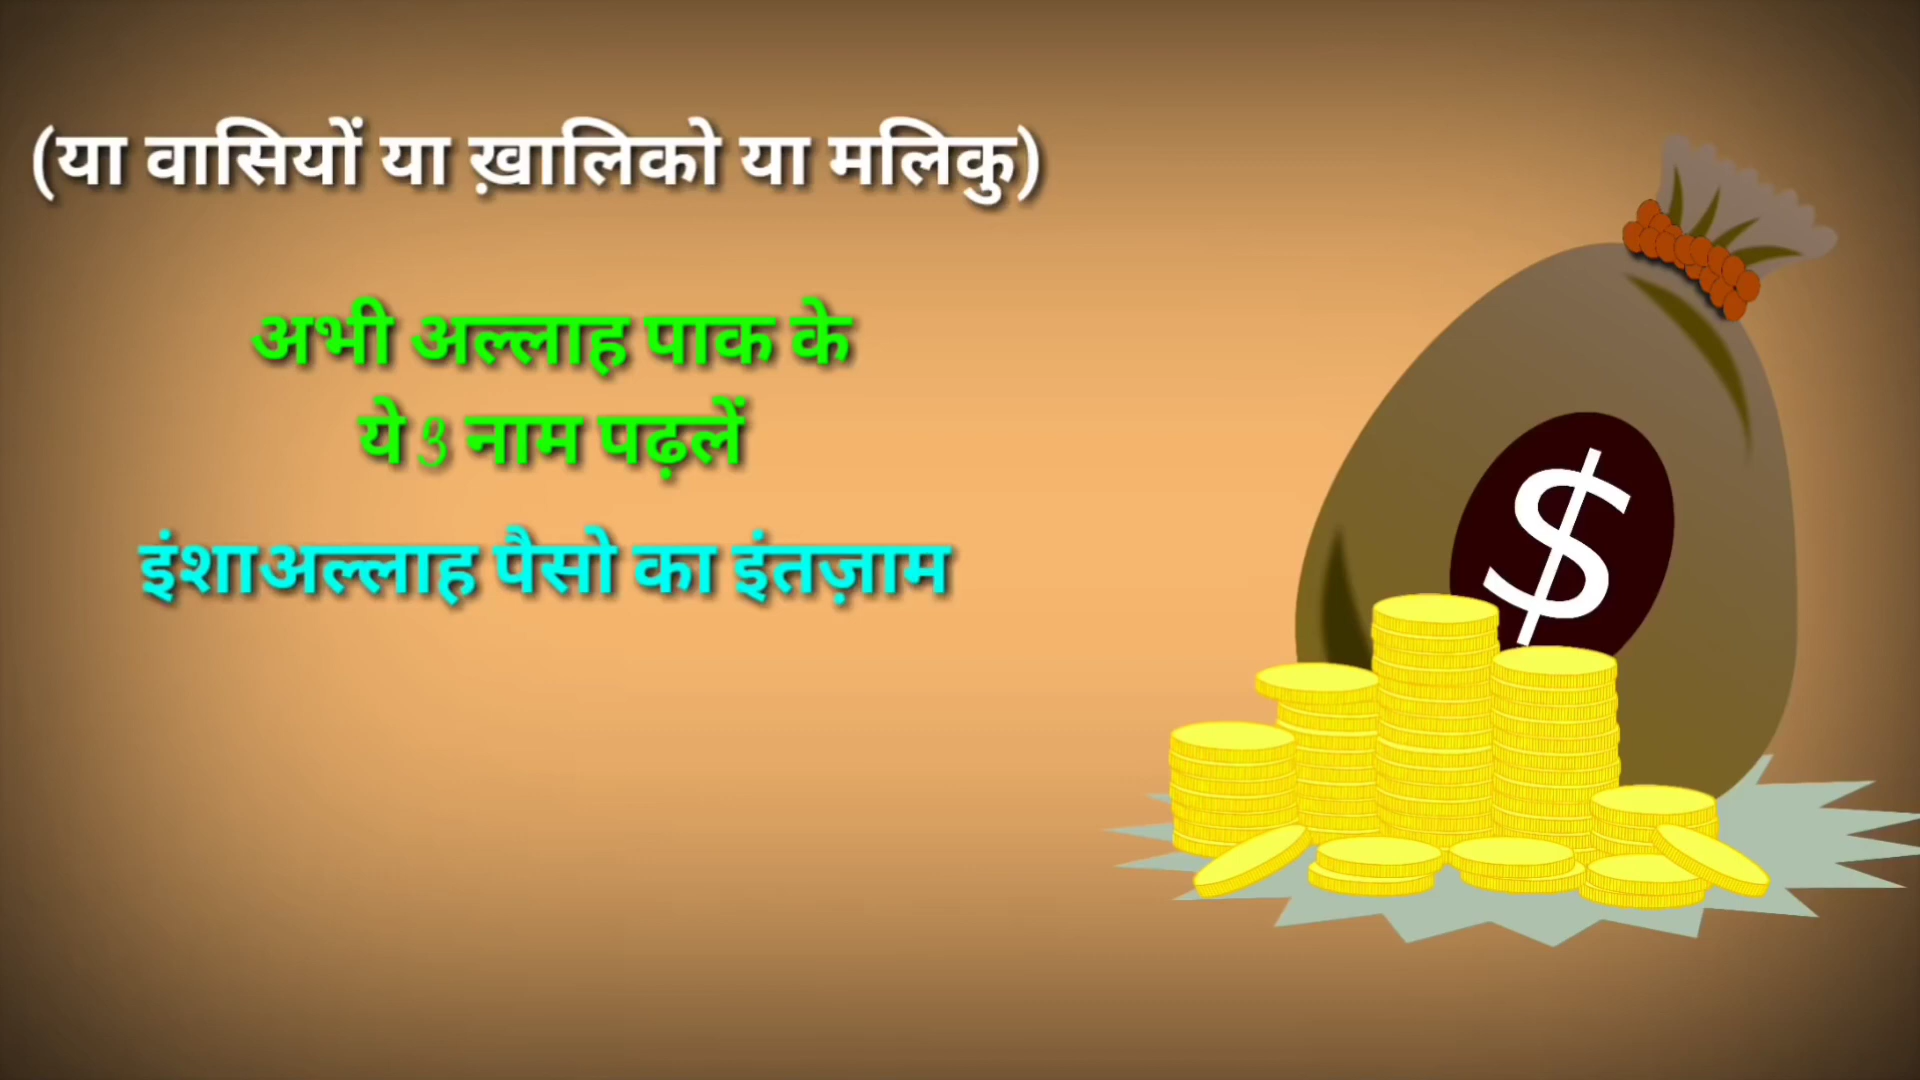 (या वासियों या ख़ालिको या मलिकु)
अभी अल्लाह पाक के
ये 3 नाम पढ़लें
इंशाअल्लाह पैसो का इंतज़ाम
$